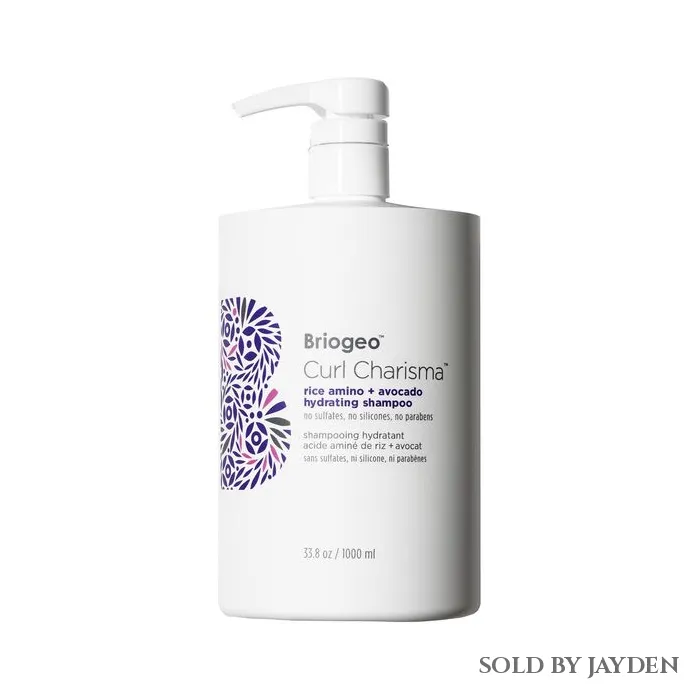 Briogeo™
Curl Charisma™
rice amino + avocado
hydrating shampoo
no sulfates, no silicones, no parabens
shampooing hydratant
acide aminé de riz + avocat
sans sulfates, ni silicone, ni parabènes
33.8 oz / 1000 ml
SOLD BY JAYDEN